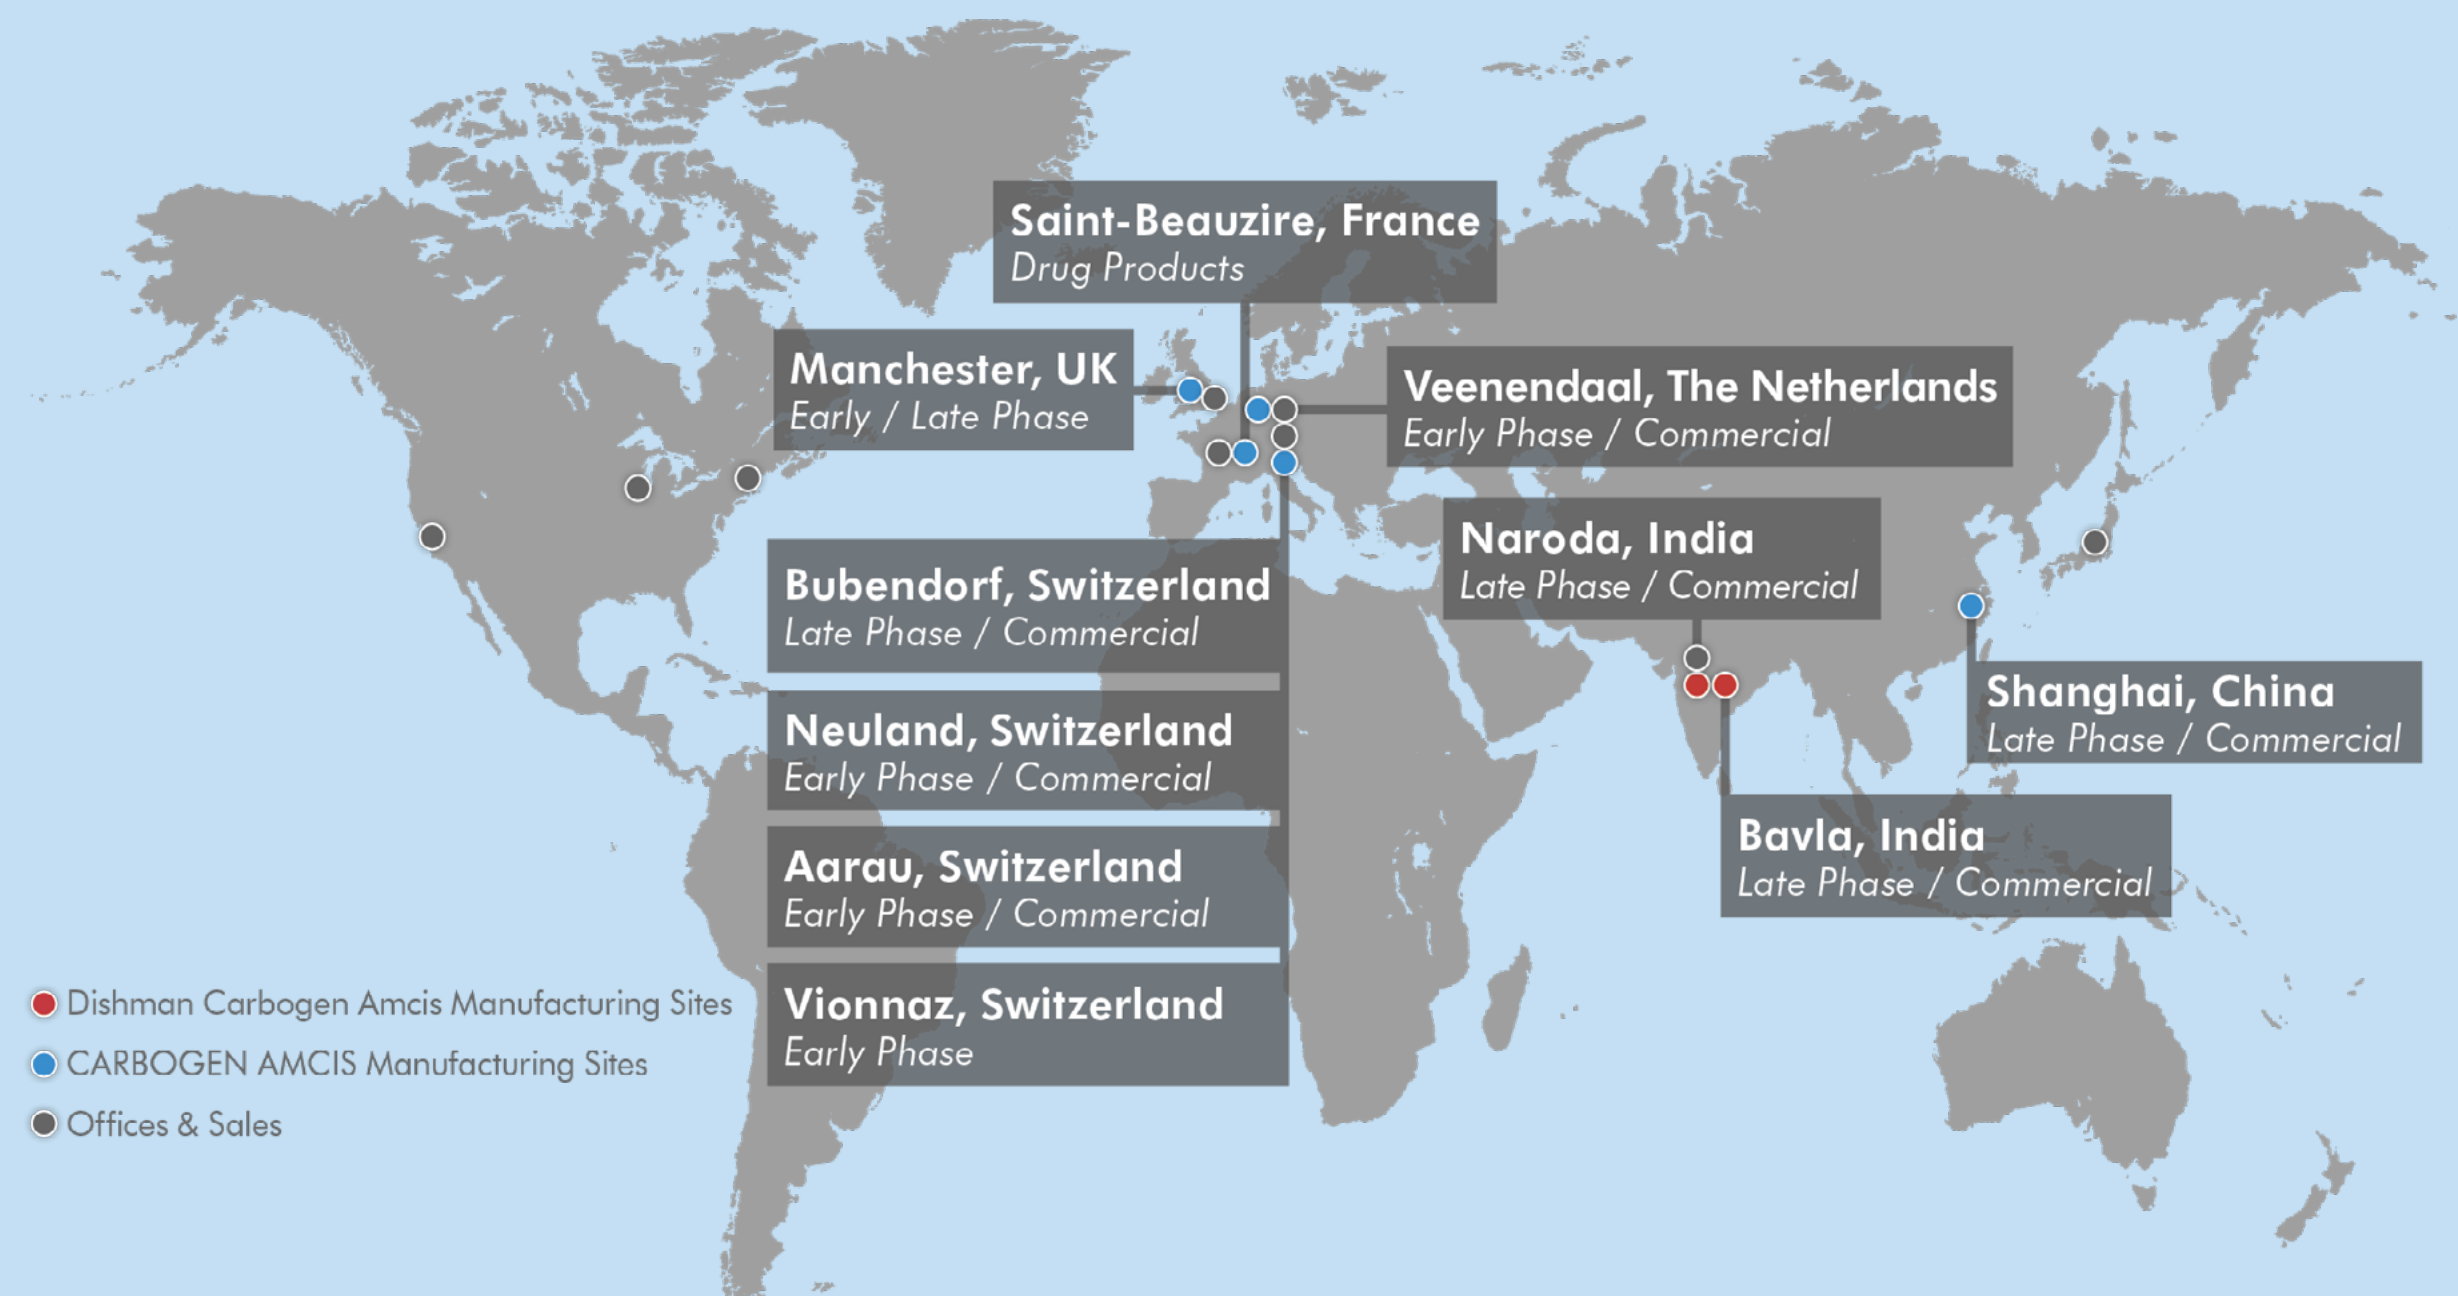 Saint-Beauzire, France
Drug Products
Manchester, UK
Early / Late Phase
Veenendaal, The Netherlands
Early Phase / Commercial
Naroda, India
Late Phase / Commercial
Bubendorf, Switzerland
Late Phase / Commercial
Shanghai, China
Late Phase / Commercial
Neuland, Switzerland
Early Phase / Commercial
Bavla, India
Late Phase / Commercial
Aarau, Switzerland
Early Phase / Commercial
Vionnaz, Switzerland
Early Phase
Dishman Carbogen Amcis Manufacturing Sites
CARBOGEN AMCIS Manufacturing Sites
Offices & Sales